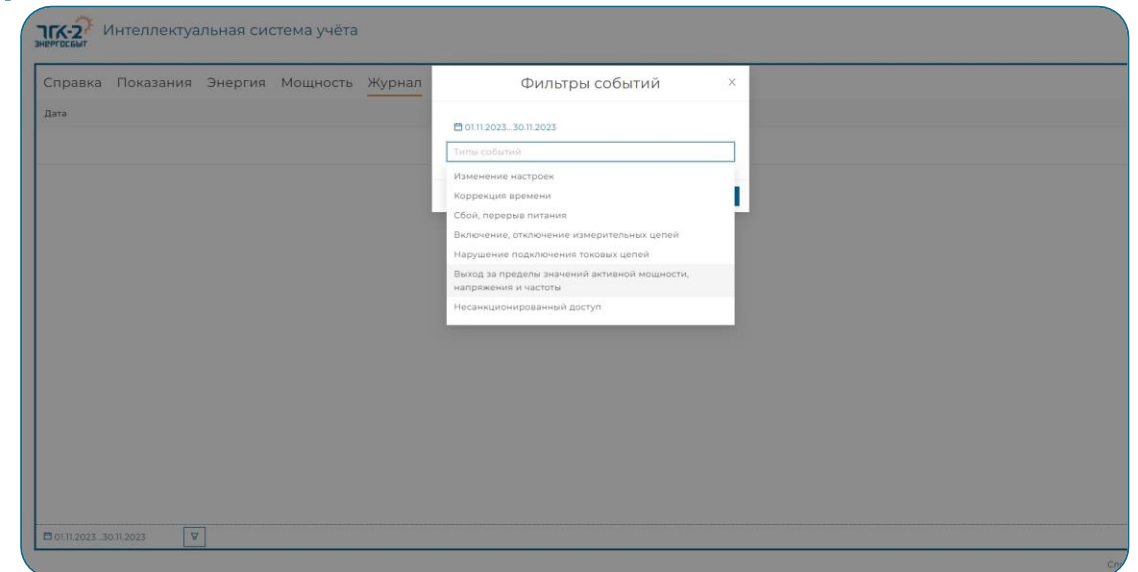 ТГК-2
ЭНЕРГОСБЫТ
Интеллектуальная система учёта
Справка Показания Энергия Мощность Журнал
Дата
Фильтры событий
01.11.2023...30.11.2023
Типы событий
Изменение настроек
Коррекция времени
Сбой, перерыв питания
Включение, отключение измерительных цепей
Нарушение подключения токовых цепей
Выход за пределы значений активной мощности,
напряжения и частоты
Несанкционированный доступ
01.11.2023...30.11.2023